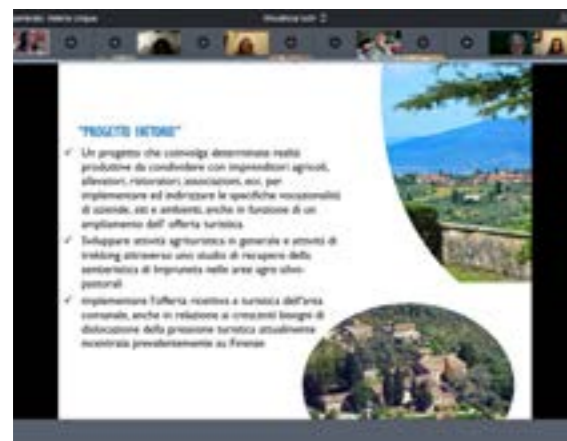 "PROGETTO FATTORIE"
✓ Un progetto che coinvolga determinate realtà
produttive da condividere con imprenditori agricoli,
allevatori, ristoratori, associazioni, ecc. per
implementare ed indirizzare le specifiche vocazionalità
di aziende, siti e ambienti, anche in funzione di un
ampliamento dell' offerta turistica
✓ Sviluppare attività agrituristica in generale e attività di
trekking attraverso uno studio di recupero della
sentieristica di Impruneta nelle aree agro silvo-
pastorali
✓ implementare l'offerta ricettiva e turistica dell'area
comunale, anche in relazione ai crescenti bisogni di
dislocazione della pressione turistica attualmente
incentrata prevalentemente su Firenze